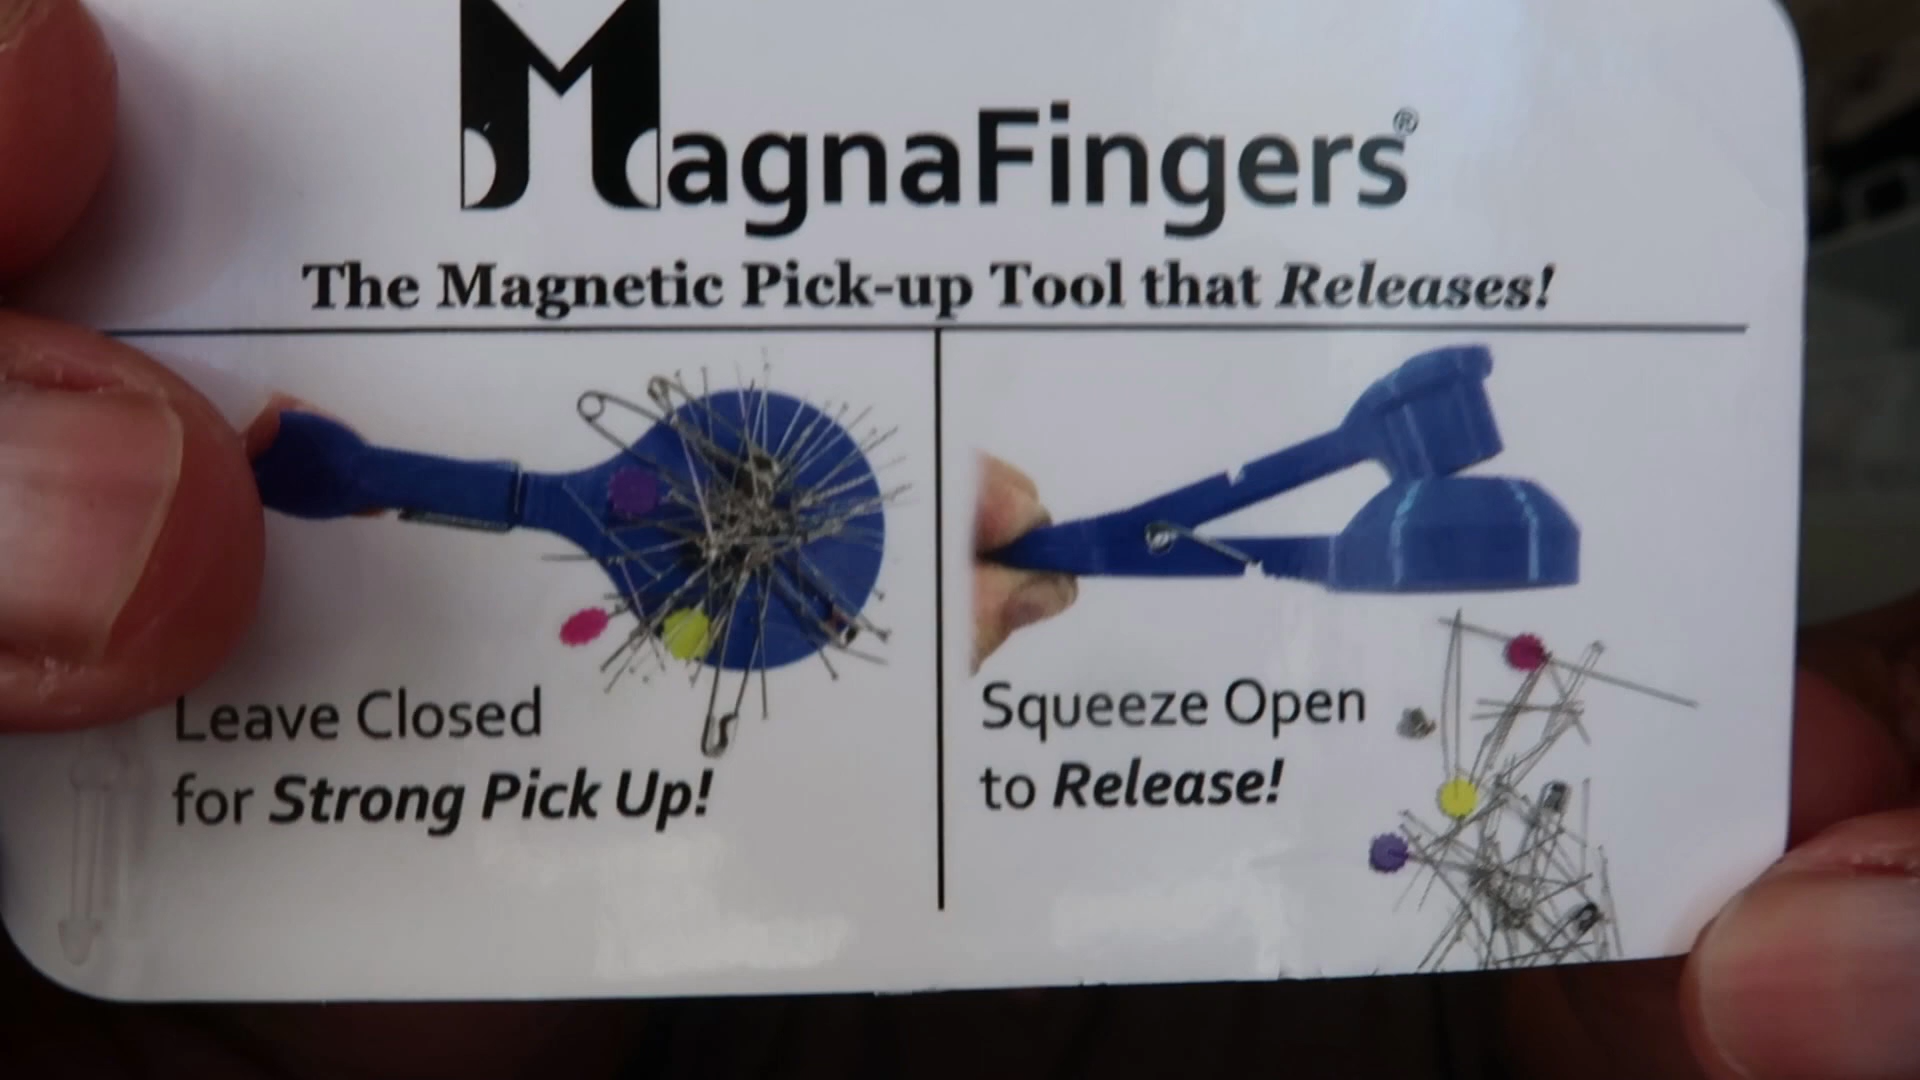 MagnaFingers®
The Magnetic Pick-up Tool that Releases!
Leave Closed
for Strong Pick Up!
Squeeze Open
to Release!